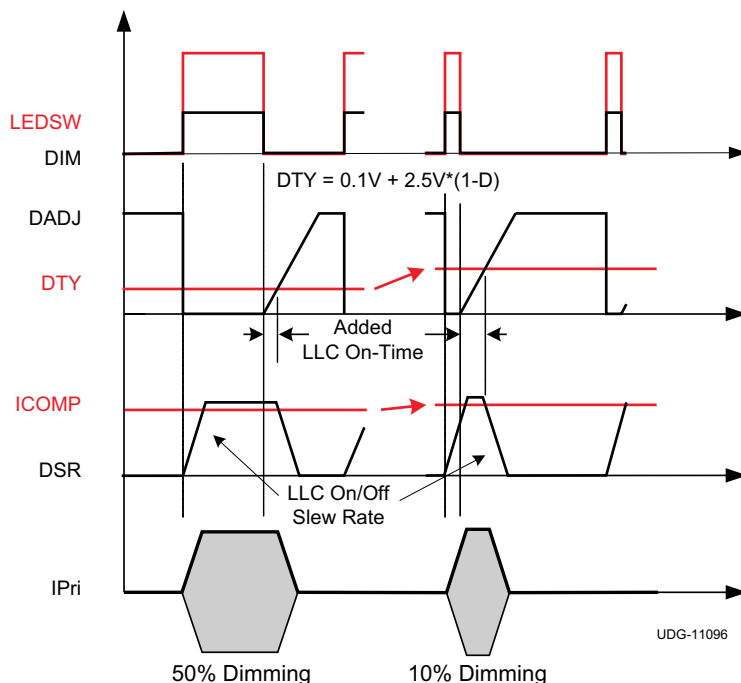 LEDSW
DIM
DTY = 0.1V + 2.5V*(1-D)
DADJ
DTY
Added
LLC On-Time
ICOMP
DSR
LLC On/Off
Slew Rate
IPri
UDG-11096
50% Dimming
10% Dimming